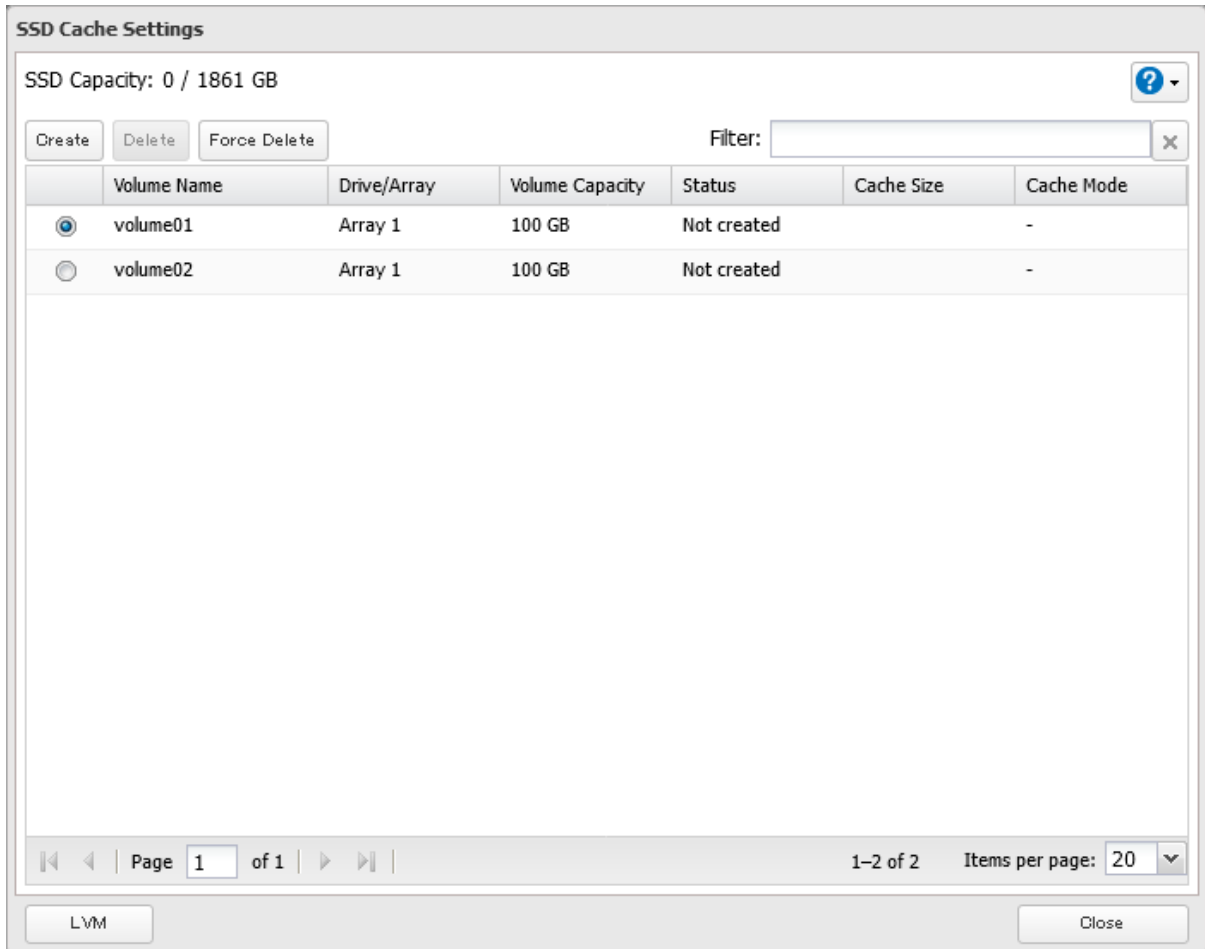 SSD Cache Settings
SSD Capacity: 0 / 1861 GB
?
Create Delete Force Delete Filter:
Volume Name Drive/Array Volume Capacity Status Cache Size Cache Mode
volume01 Array 1 100 GB Not created -
volume02 Array 1 100 GB Not created -
Page 1 of 1 1–2 of 2 Items per page: 20
LVM Close